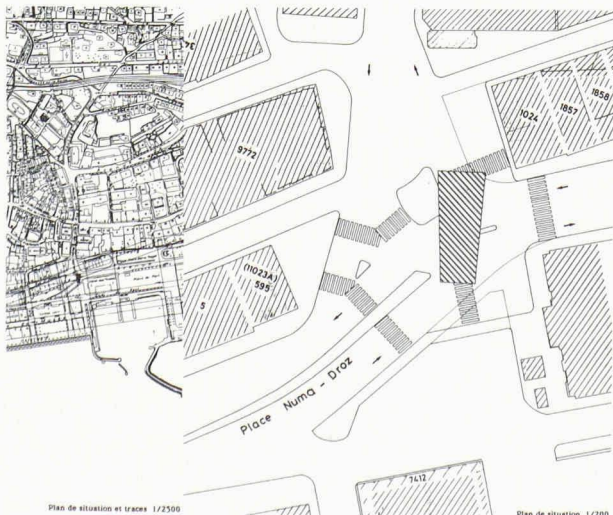 9772
1024
1857
1858
(11023A)
595
5
Place Numa-Droz
7412
Plan de situation et traces 1/2500
Plan de situation 1/200